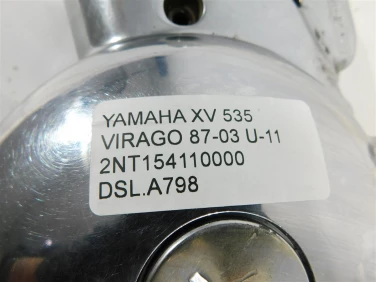 YAMAHA XV 535
VIRAGO 87-03 U-11
2NT154110000
DSL.A798